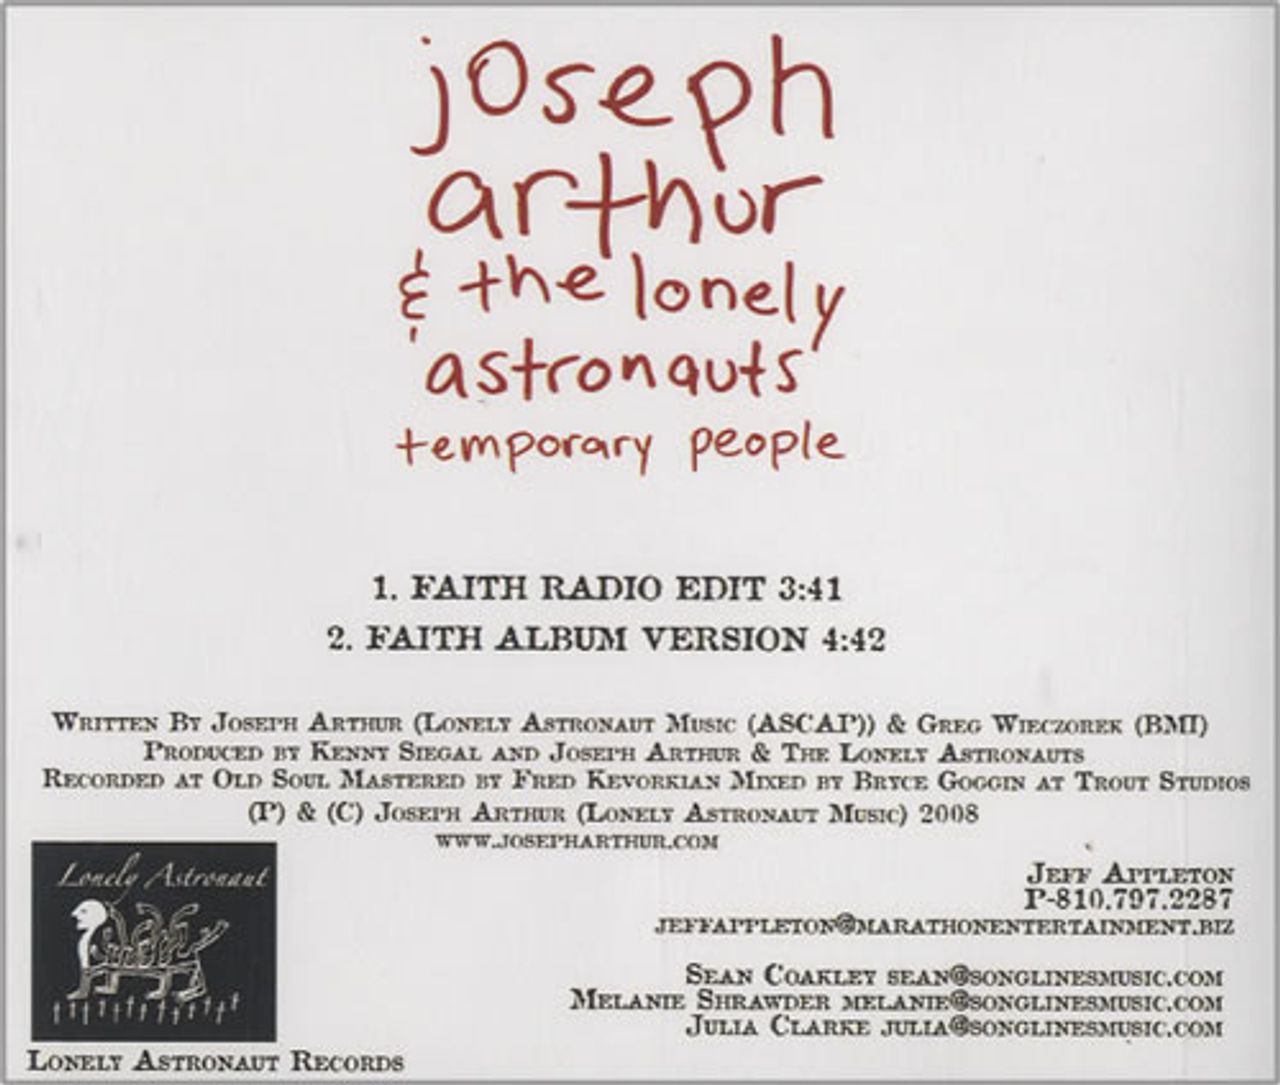 joseph
arthur
& the lonely
astronauts
temporary people
1. FAITH RADIO EDIT 3:41
2. FAITH ALBUM VERSION 4:42
WRITTEN BY JOSEPH ARTHUR (LONELY ASTRONAUT MUSIC (ASCAP)) & GREG WIECZOREK (BMI)
PRODUCED BY KENNY SIEGAL AND JOSEPH ARTHUR & THE LONELY ASTRONAUTS
RECORDED AT OLD SOUL MASTERED BY FRED KEVORKIAN MIXED BY BRYCE GOGGIN AT TROUT STUDIOS
(P) & (C) JOSEPH ARTHUR (LONELY ASTRONAUT MUSIC) 2008
WWW.JOSEPHARTHUR.COM
Lonely Astronaut
LONELY ASTRONAUT RECORDS
JEFF APPLETON
P-810.797.2287
JEFFAPPLETON@MARATHONENTERTAINMENT.BIZ
SEAN COAKLEY SEAN@SONGLINESMUSIC.COM
MELANIE SHRAWDER MELANIE@SONGLINESMUSIC.COM
JULIA CLARKE JULIA@SONGLINESMUSIC.COM